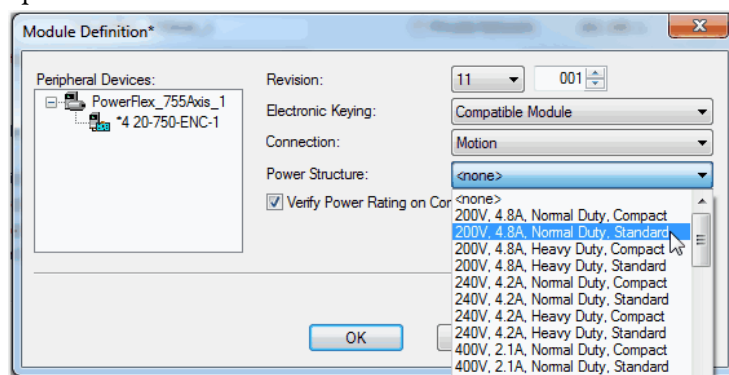 Module Definition*
Peripheral Devices:
PowerFlex_755Axis_1
*4 20-750-ENC-1
Revision:
11
001
Electronic Keying:
Compatible Module
Connection:
Motion
Power Structure:
<none>
Verify Power Rating on Con
<none>
200V, 4.8A, Normal Duty, Compact
200V, 4.8A, Normal Duty, Standard
200V, 4.8A, Heavy Duty, Compact
200V, 4.8A, Heavy Duty, Standard
240V, 4.2A, Normal Duty, Compact
240V, 4.2A, Normal Duty, Standard
240V, 4.2A, Heavy Duty, Compact
240V, 4.2A, Heavy Duty, Standard
400V, 2.1A, Normal Duty, Compact
400V, 2.1A, Normal Duty, Standard
OK